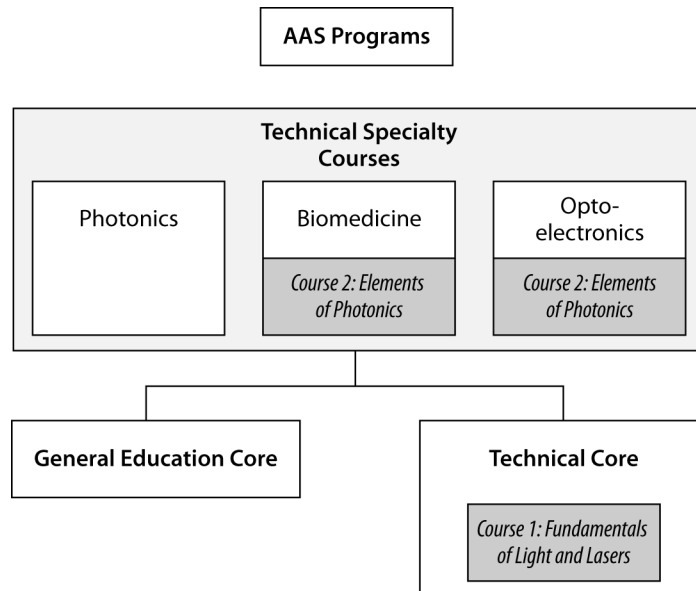 AAS Programs
Technical Specialty
Courses
Photonics
Biomedicine
Opto-
electronics
Course 2: Elements
of Photonics
Course 2: Elements
of Photonics
General Education Core
Technical Core
Course 1: Fundamentals
of Light and Lasers